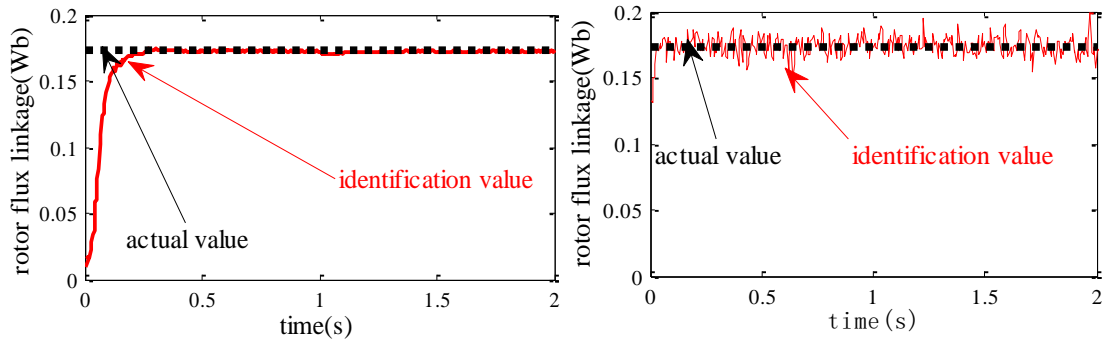 rotor flux linkage(Wb)
0.2
0.15
0.1
0.05
0
identification value
actual value
0
0.5
1
1.5
2
time(s)
rotor flux linkage(Wb)
0.2
0.15
0.1
0.05
0
actual value
identification value
0
0.5
1
1.5
2
time(s)